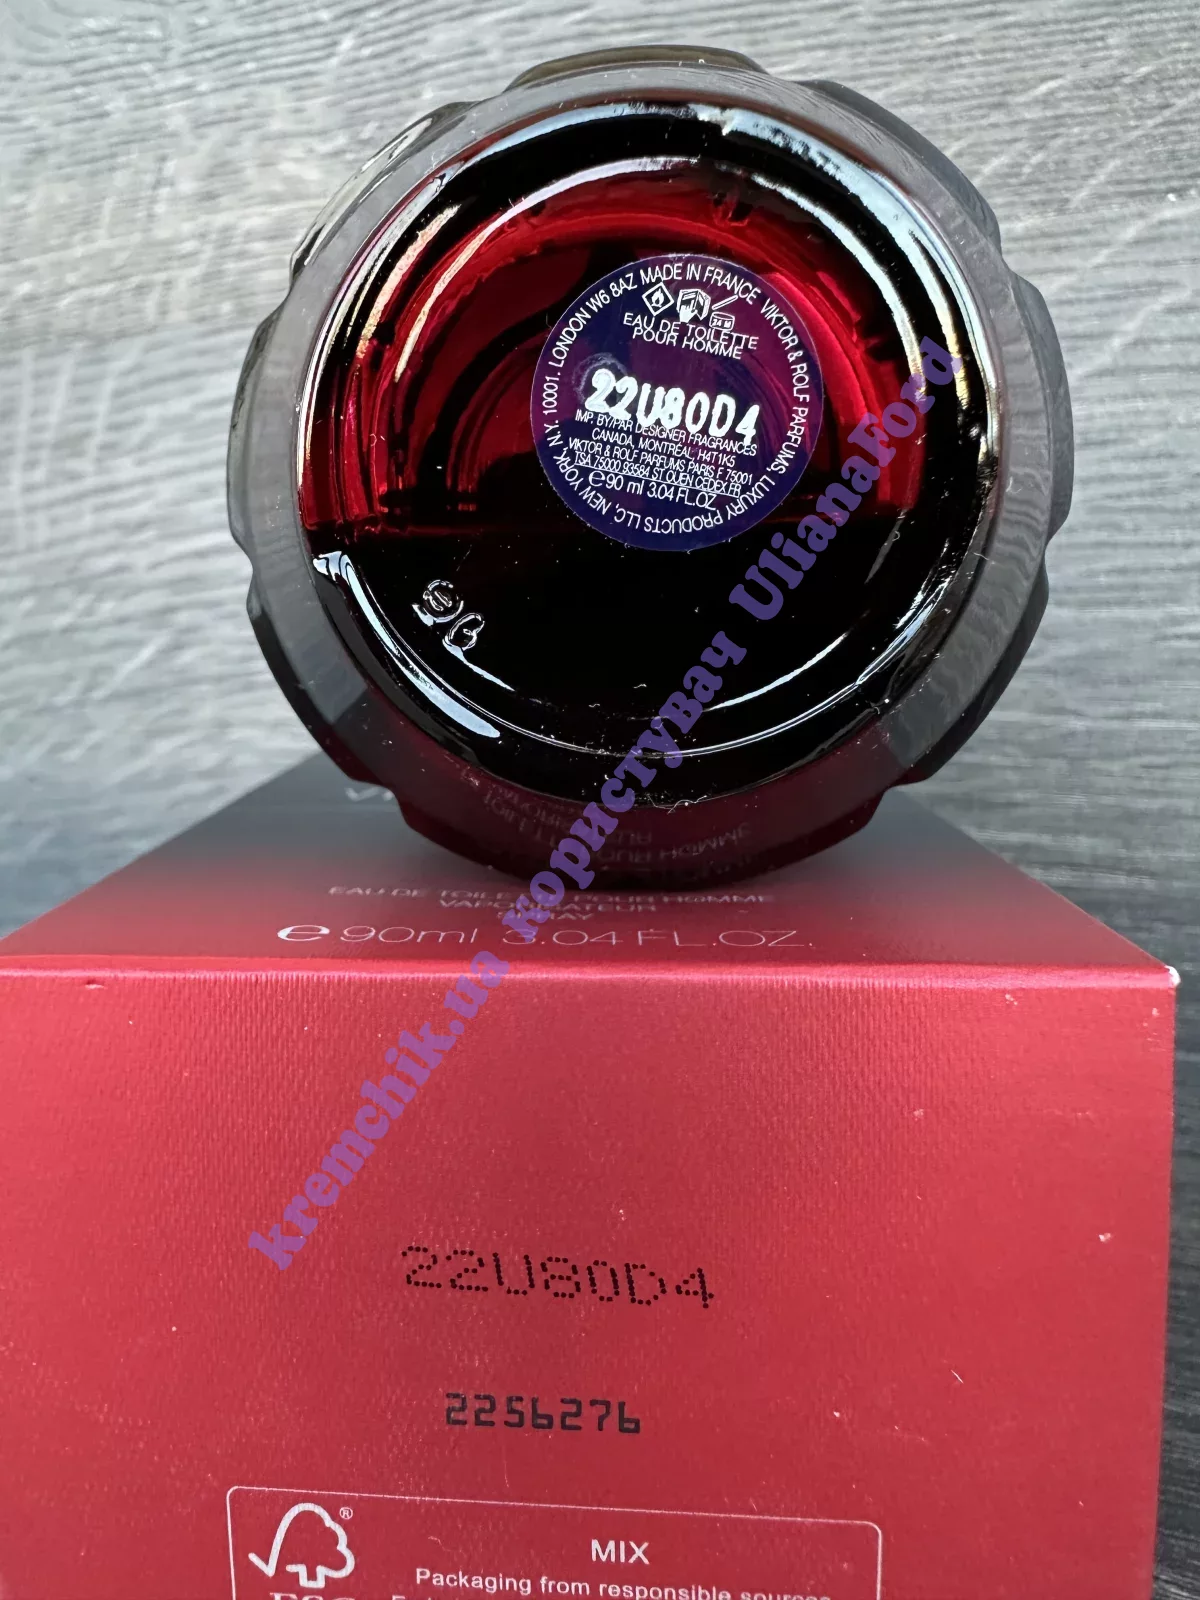 VIKTOR & ROLF PARFUMS, LUXURY PRODUCTS LLC, NEW YORK, N.Y. 10001. LONDON W6 8AZ MADE IN FRANCE
24 M
EAU DE TOILETTE
POUR HOMME
22U80D4
IMP. BY/PAR DESIGNER FRAGRANCES
CANADA, MONTRÉAL, H4T1K5
VIKTOR & ROLF PARFUMS PARIS F 75001
TSA 75000 93584 ST OUEN CEDEX FR
e 90 ml 3.04 FL.OZ.
EAU DE TOILETTE POUR HOMME
VAPORISATEUR
SPRAY
e 90ml 3.04 FL.OZ.
kremchik.ua користувач UlianaFord
22U80D4
2256276
MIX
Packaging from responsible sources